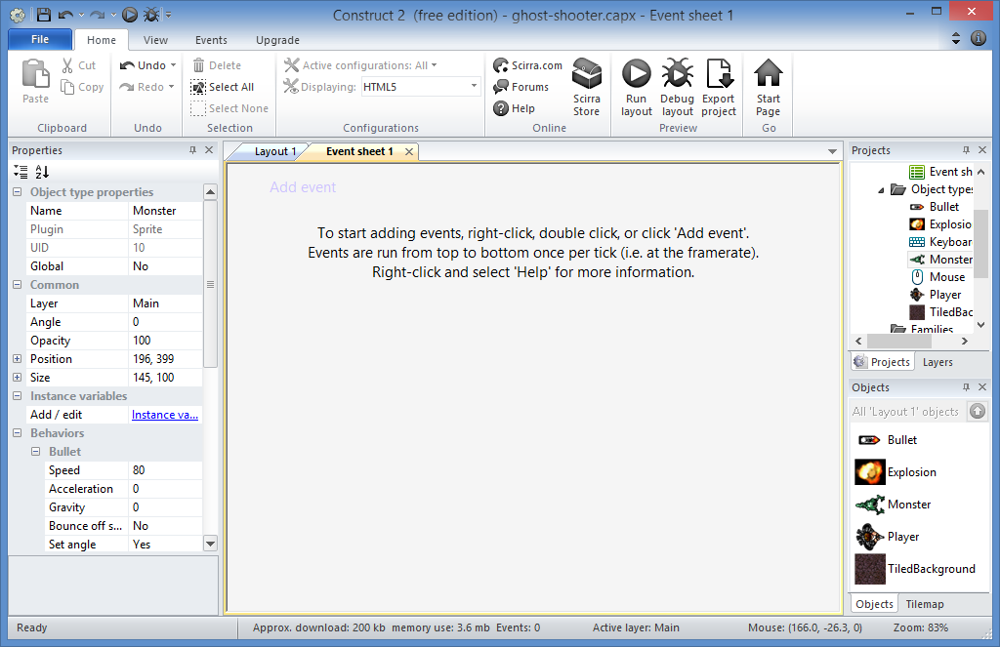 Construct 2 (free edition) - ghost-shooter.capx - Event sheet 1
File Home View Events Upgrade
Paste Cut Copy Clipboard
Undo Redo Undo
Delete Select All Select None Selection
Active configurations: All
Displaying: HTML5
Configurations
Scirra.com Forums Help Scirra Store Online
Run layout Debug layout Export project Preview
Start Page Go
Properties
Object type properties
Name Monster
Plugin Sprite
UID 10
Global No
Common
Layer Main
Angle 0
Opacity 100
Position 196, 399
Size 145, 100
Instance variables
Add / edit Instance va...
Behaviors
Bullet
Speed 80
Acceleration 0
Gravity 0
Bounce off s... No
Set angle Yes
Layout 1 Event sheet 1
Add event
To start adding events, right-click, double click, or click 'Add event'.
Events are run from top to bottom once per tick (i.e. at the framerate).
Right-click and select 'Help' for more information.
Projects
Event sh
Object types
Bullet
Explosio
Keyboar
Monster
Mouse
Player
TiledBac
Families
Projects Layers
Objects
All 'Layout 1' objects
Bullet
Explosion
Monster
Player
TiledBackground
Objects Tilemap
Ready Approx. download: 200 kb memory use: 3.6 mb Events: 0 Active layer: Main Mouse: (166.0, -26.3, 0) Zoom: 83%